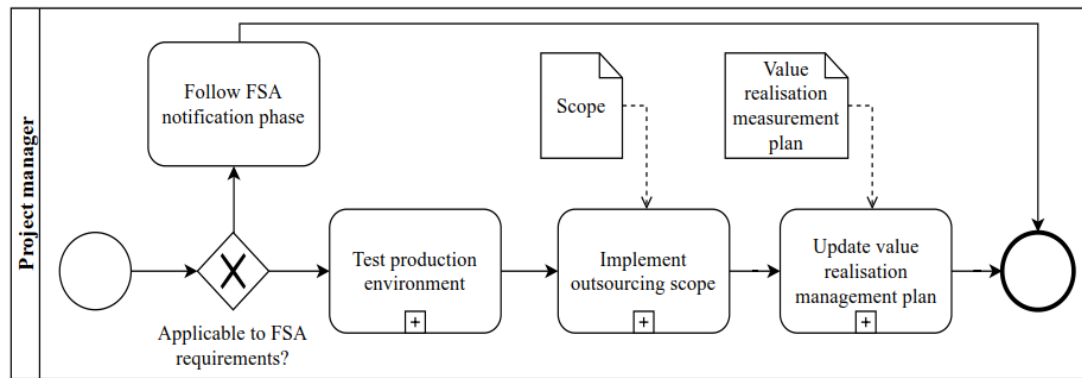 Project manager
Follow FSA
notification phase
Scope
Value
realisation
measurement
plan
Applicable to FSA
requirements?
Test production
environment
Implement
outsourcing scope
Update value
realisation
management plan